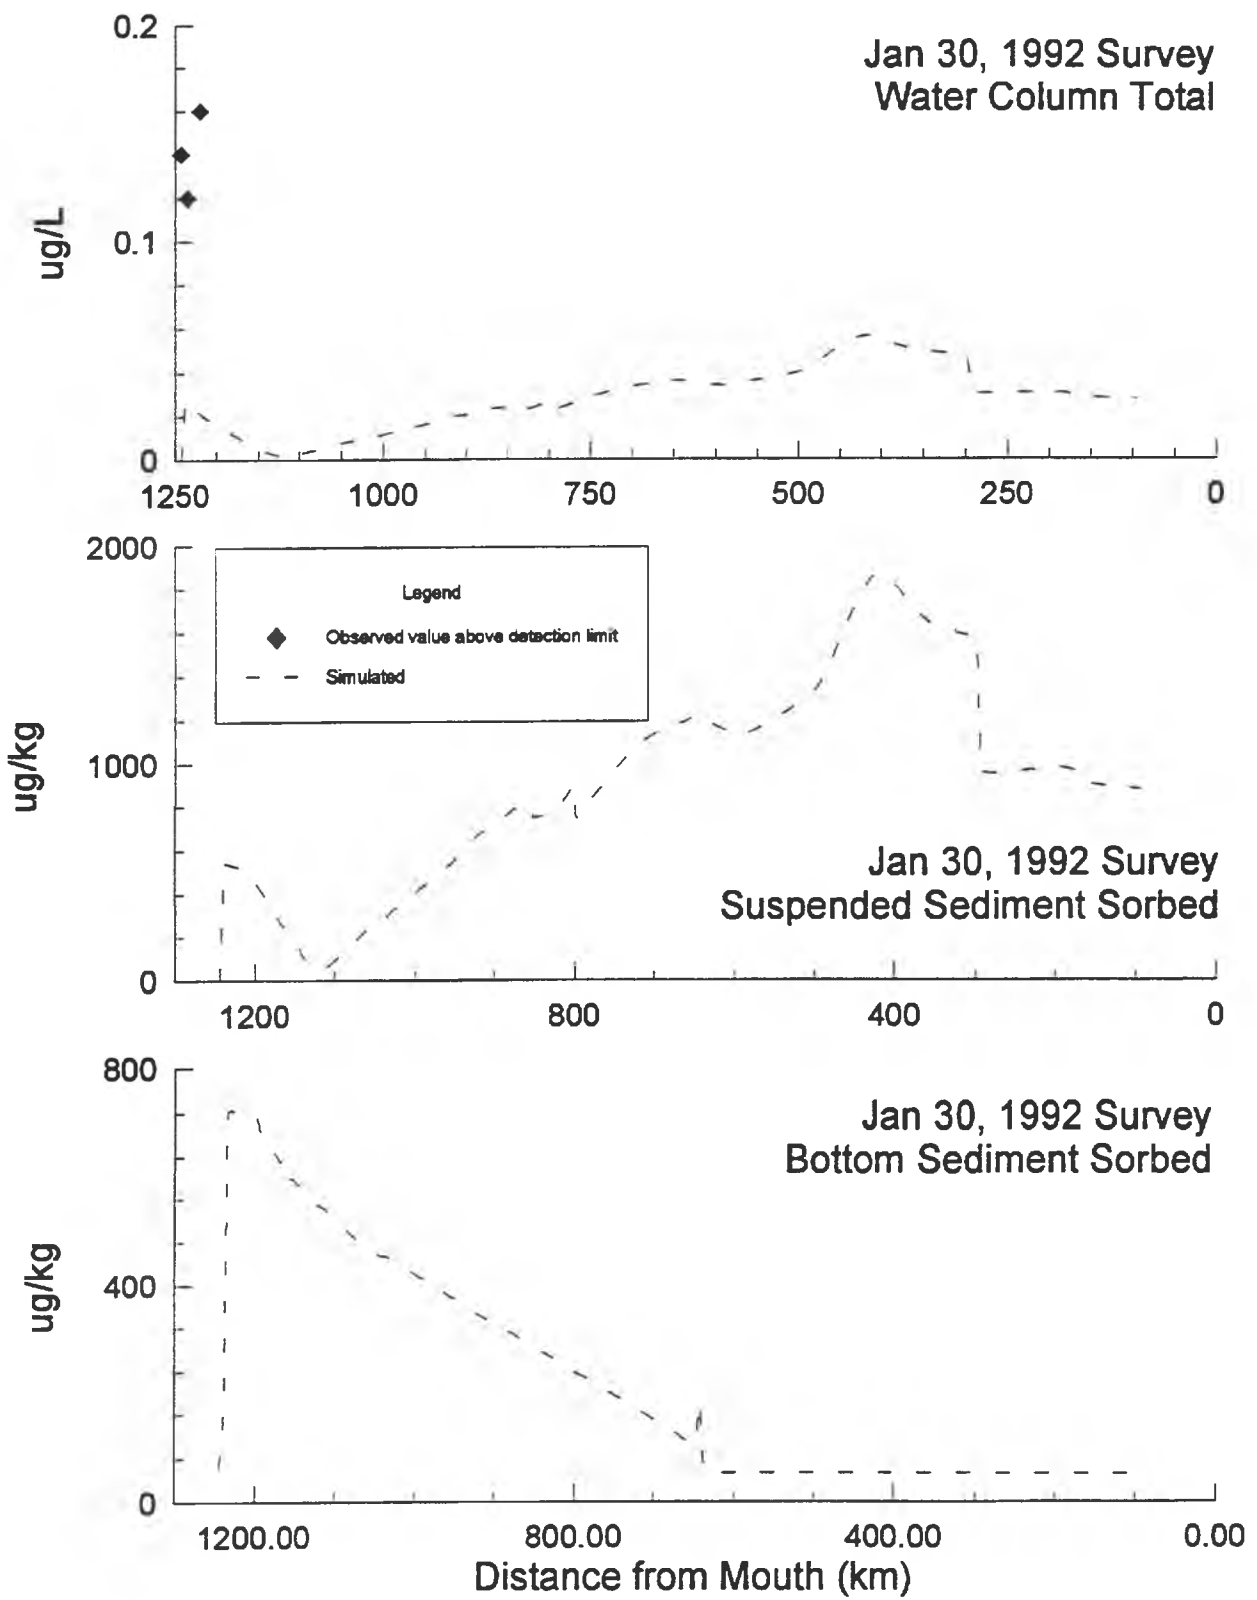 0.2
Jan 30, 1992 Survey
Water Column Total
ug/L
0.1
0
1250 1000 750 500 250 0
2000
Legend
Observed value above detection limit
Simulated
ug/kg
1000
Jan 30, 1992 Survey
Suspended Sediment Sorbed
0
1200 800 400 0
800
Jan 30, 1992 Survey
Bottom Sediment Sorbed
ug/kg
400
0
1200.00 800.00 400.00 0.00
Distance from Mouth (km)